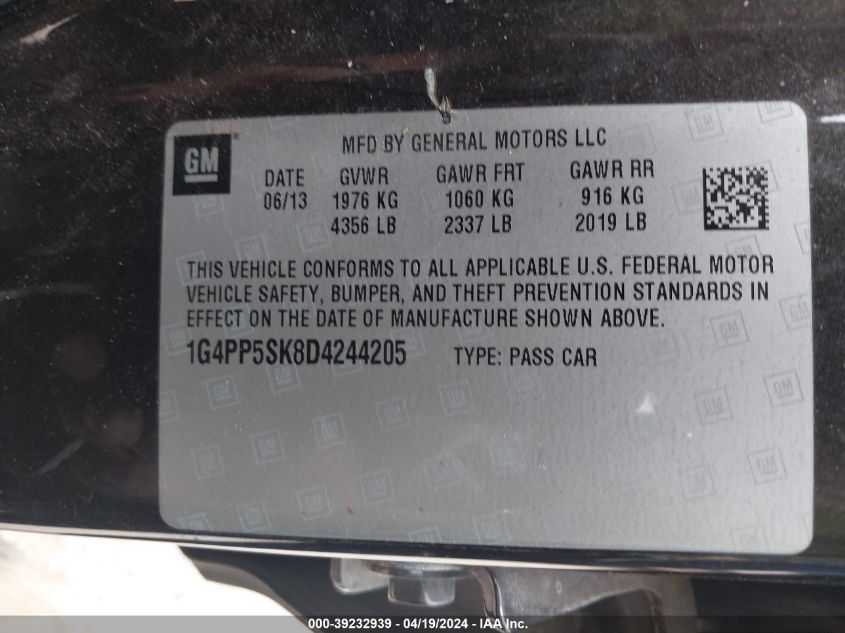 GM
MFD BY GENERAL MOTORS LLC
DATE GVWR GAWR FRT GAWR RR
06/13 1976 KG 1060 KG 916 KG
4356 LB 2337 LB 2019 LB
THIS VEHICLE CONFORMS TO ALL APPLICABLE U.S. FEDERAL MOTOR
VEHICLE SAFETY, BUMPER, AND THEFT PREVENTION STANDARDS IN
EFFECT ON THE DATE OF MANUFACTURE SHOWN ABOVE.
1G4PP5SK8D4244205 TYPE: PASS CAR
000-39232939 - 04/19/2024 - IAAI.com.